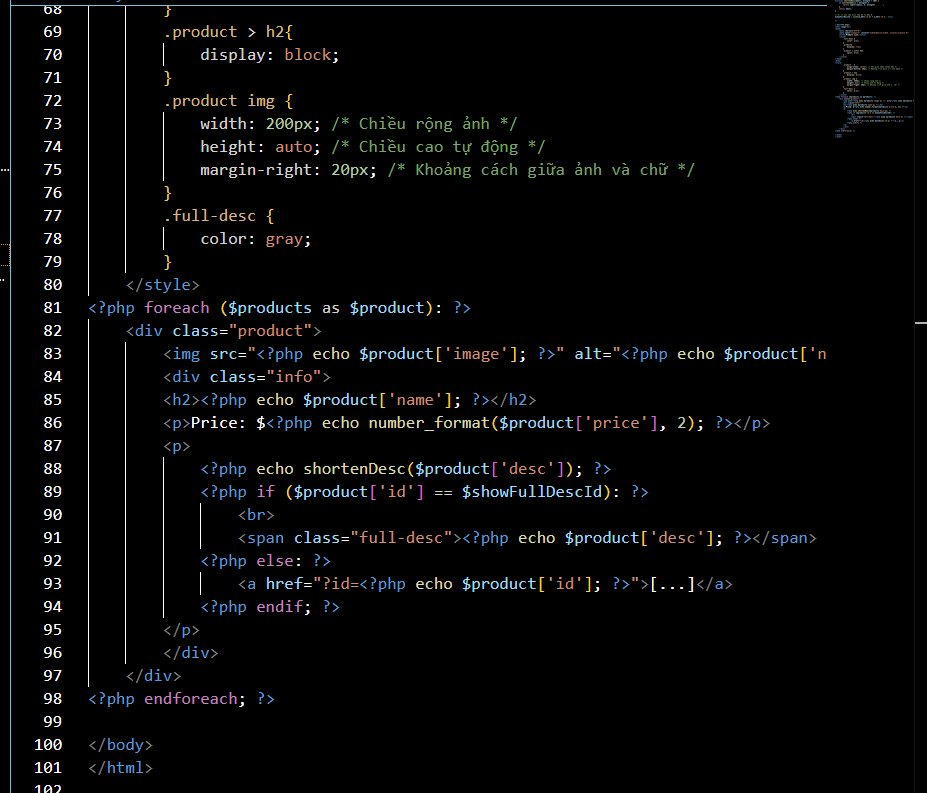 68 }
69 .product > h2{
70 display: block;
71 }
72 .product img {
73 width: 200px; /* Chiều rộng ảnh */
74 height: auto; /* Chiều cao tự động */
75 margin-right: 20px; /* Khoảng cách giữa ảnh và chữ */
76 }
77 .full-desc {
78 color: gray;
79 }
80 </style>
81 <?php foreach ($products as $product): ?>
82 <div class="product">
83 <img src="<?php echo $product['image']; ?>" alt="<?php echo $product['n
84 <div class="info">
85 <h2><?php echo $product['name']; ?></h2>
86 <p>Price: $<?php echo number_format($product['price'], 2); ?></p>
87 <p>
88 <?php echo shortenDesc($product['desc']); ?>
89 <?php if ($product['id'] == $showFullDescId): ?>
90 <br>
91 <span class="full-desc"><?php echo $product['desc']; ?></span>
92 <?php else: ?>
93 <a href="?id=<?php echo $product['id']; ?>">[...]</a>
94 <?php endif; ?>
95 </p>
96 </div>
97 </div>
98 <?php endforeach; ?>
99
100 </body>
101 </html>
102